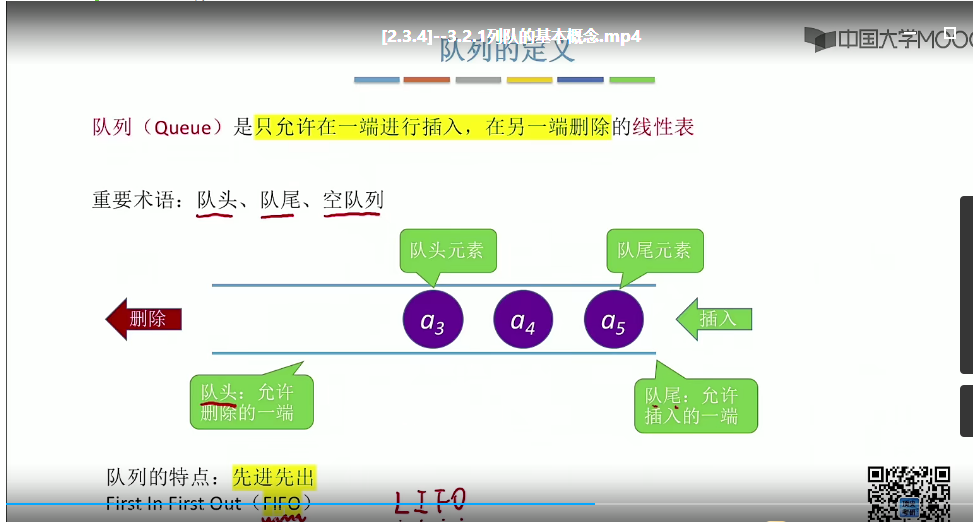 [2.3.4]--3.2.1列队的基本概念.mp4
中国大学MOOC
队列的定义
队列（Queue）是只允许在一端进行插入，在另一端删除的线性表
重要术语：队头、队尾、空队列
队头元素
队尾元素
删除
a3
a4
a5
插入
队头：允许
删除的一端
队尾：允许
插入的一端
队列的特点：先进先出
First In First Out（FIFO）
LIFO